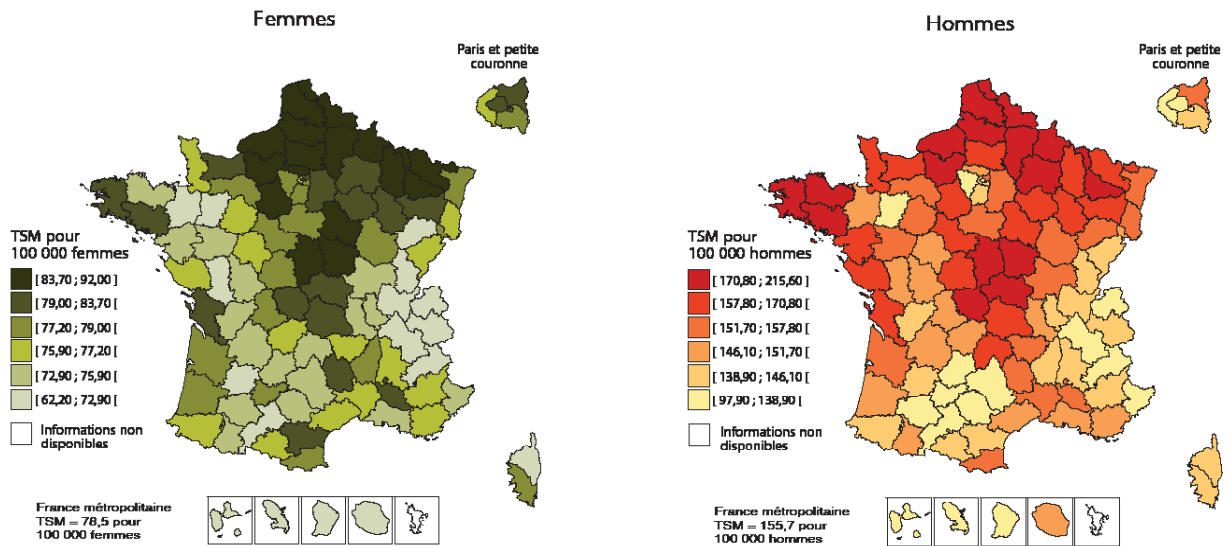 Femmes
Paris et petite
couronne
TSM pour
100 000 femmes
[ 83,70 ; 92,00 [
[ 79,00 ; 83,70 [
[ 77,20 ; 79,00 [
[ 75,90 ; 77,20 [
[ 72,90 ; 75,90 [
[ 62,20 ; 72,90 [
Informations non
disponibles
France métropolitaine
TSM = 78,5 pour
100 000 femmes
Hommes
Paris et petite
couronne
TSM pour
100 000 hommes
[ 170,80 ; 215,60 [
[ 157,80 ; 170,80 [
[ 151,70 ; 157,80 [
[ 146,10 ; 151,70 [
[ 138,90 ; 146,10 [
[ 97,90 ; 138,90 [
Informations non
disponibles
France métropolitaine
TSM = 155,7 pour
100 000 hommes